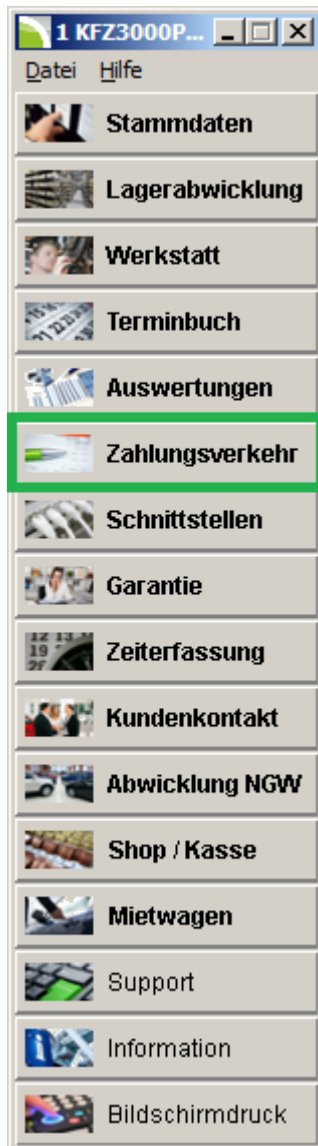 1 KFZ3000P...
Datei Hilfe
Stammdaten
Lagerabwicklung
Werkstatt
Terminbuch
Auswertungen
Zahlungsverkehr
Schnittstellen
Garantie
Zeiterfassung
Kundenkontakt
Abwicklung NGW
Shop / Kasse
Mietwagen
Support
Information
Bildschirmdruck